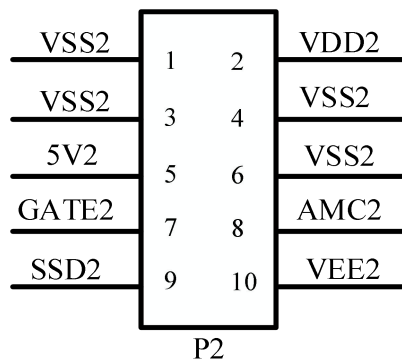 VSS2 1 2 VDD2
VSS2 3 4 VSS2
5V2 5 6 VSS2
GATE2 7 8 AMC2
SSD2 9 10 VEE2
P2